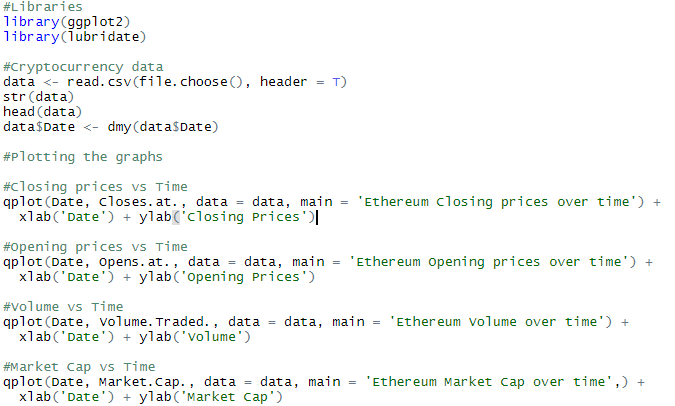 #Libraries
library(ggplot2)
library(lubridate)
#Cryptocurrency data
data <- read.csv(file.choose(), header = T)
str(data)
head(data)
data$Date <- dmy(data$Date)
#Plotting the graphs
#Closing prices vs Time
qplot(Date, Closes.at., data = data, main = 'Ethereum Closing prices over time') +
  xlab('Date') + ylab('Closing Prices')
#Opening prices vs Time
qplot(Date, Opens.at., data = data, main = 'Ethereum Opening prices over time') +
  xlab('Date') + ylab('Opening Prices')
#Volume vs Time
qplot(Date, Volume.Traded., data = data, main = 'Ethereum Volume over time') +
  xlab('Date') + ylab('Volume')
#Market Cap vs Time
qplot(Date, Market.Cap., data = data, main = 'Ethereum Market Cap over time',) +
  xlab('Date') + ylab('Market Cap')